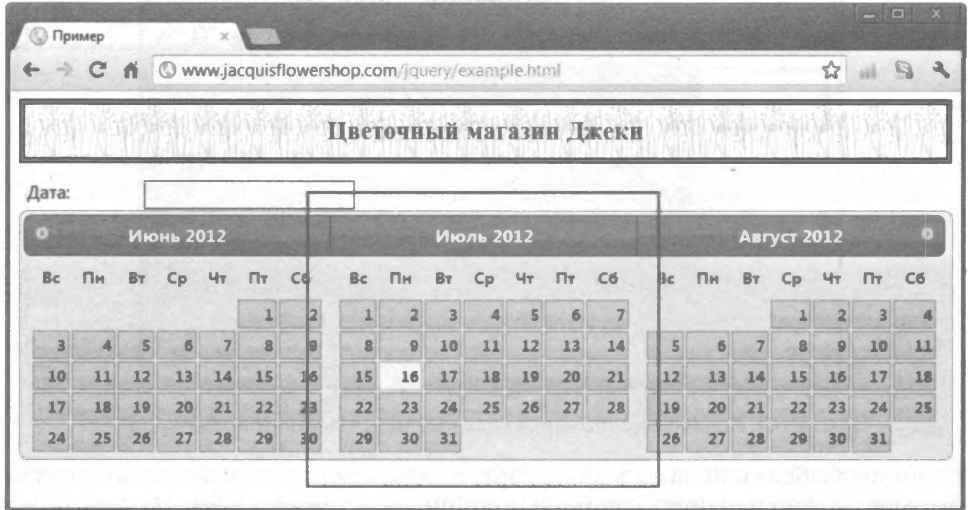 Пример
www.jacquisflowershop.com/jquery/example.html
Цветочный магазин Джеки
Дата:
Июнь 2012 Июль 2012 Август 2012
Вс Пн Вт Ср Чт Пт Сб Вс Пн Вт Ср Чт Пт Сб Вс Пн Вт Ср Чт Пт Сб
1 2 1 2 3 4 5 6 7 1 2 3 4
3 4 5 6 7 8 9 8 9 10 11 12 13 14 5 6 7 8 9 10 11
10 11 12 13 14 15 16 15 16 17 18 19 20 21 12 13 14 15 16 17 18
17 18 19 20 21 22 23 22 23 24 25 26 27 28 19 20 21 22 23 24 25
24 25 26 27 28 29 30 29 30 31 26 27 28 29 30 31